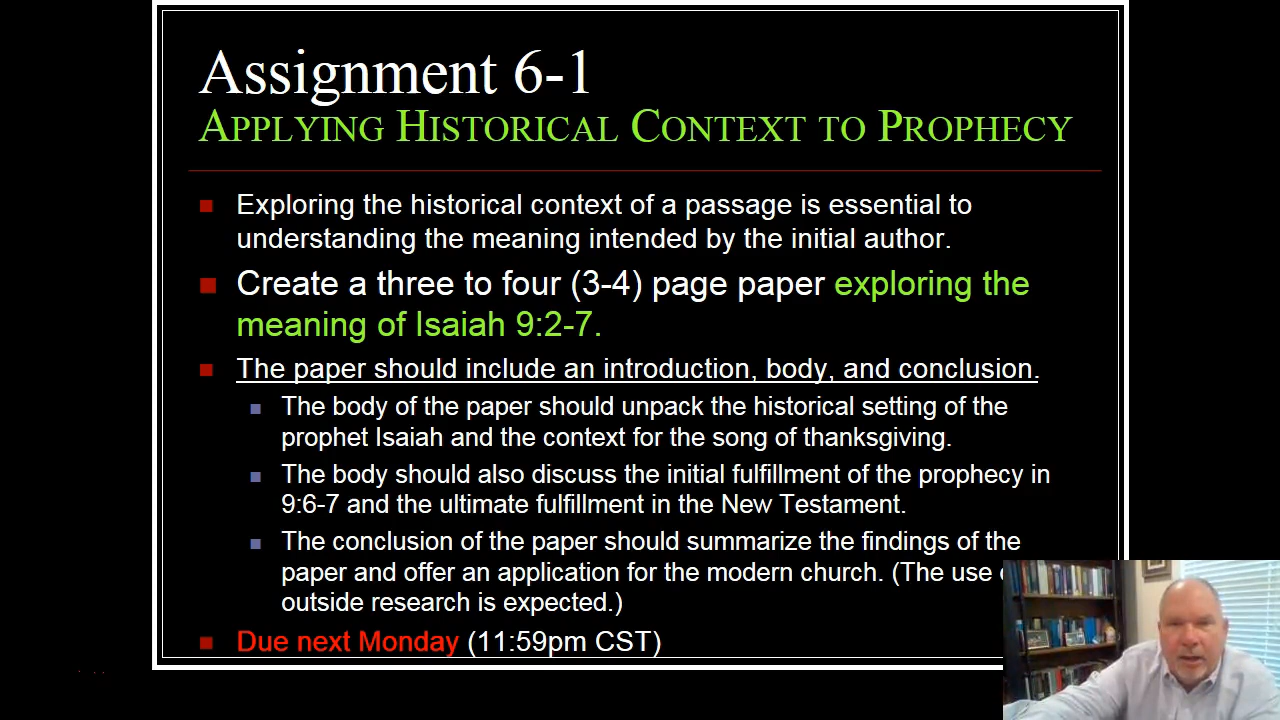 Assignment 6-1
APPLYING HISTORICAL CONTEXT TO PROPHECY
Exploring the historical context of a passage is essential to
understanding the meaning intended by the initial author.
Create a three to four (3-4) page paper exploring the
meaning of Isaiah 9:2-7.
The paper should include an introduction, body, and conclusion.
The body of the paper should unpack the historical setting of the
prophet Isaiah and the context for the song of thanksgiving.
The body should also discuss the initial fulfillment of the prophecy in
9:6-7 and the ultimate fulfillment in the New Testament.
The conclusion of the paper should summarize the findings of the
paper and offer an application for the modern church. (The use
outside research is expected.)
Due next Monday (11:59pm CST)